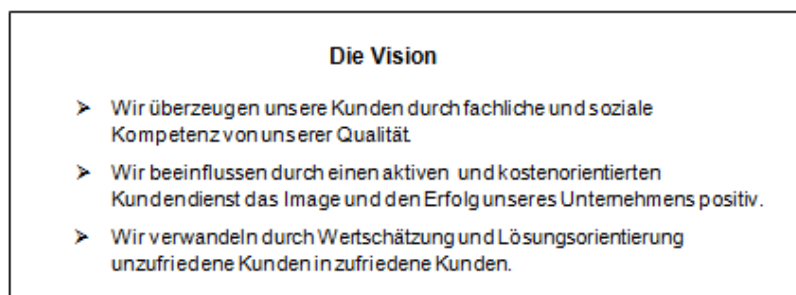 Die Vision
➢ Wir überzeugen unsere Kunden durch fachliche und soziale
Kompetenz von unserer Qualität.
➢ Wir beeinflussen durch einen aktiven und kostenorientierten
Kundendienst das Image und den Erfolg unseres Unternehmens positiv.
➢ Wir verwandeln durch Wertschätzung und Lösungsorientierung
unzufriedene Kunden in zufriedene Kunden.